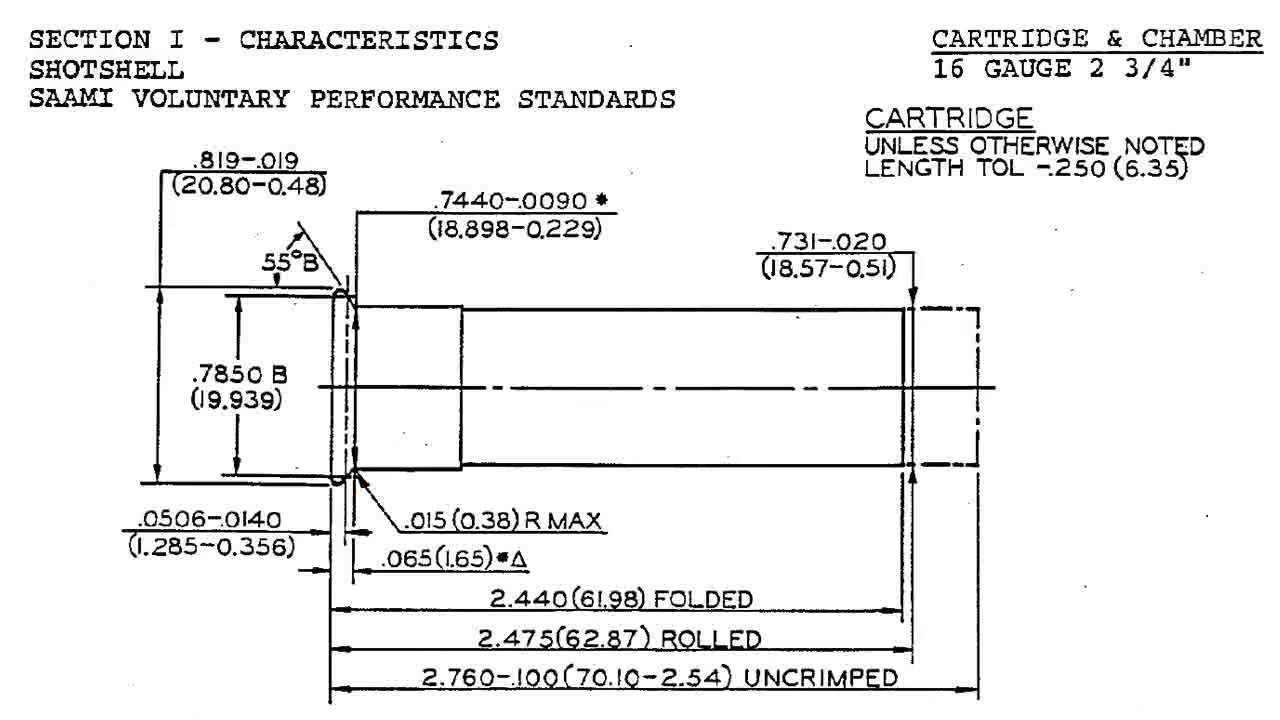 SECTION I - CHARACTERISTICS
SHOTSHELL
SAAMI VOLUNTARY PERFORMANCE STANDARDS
CARTRIDGE & CHAMBER
16 GAUGE 2 3/4"
CARTRIDGE
UNLESS OTHERWISE NOTED
LENGTH TOL -.250 (6.35)
.819-.019
(20.80-0.48)
.7440-.0090 *
(18.898-0.229)
.731-.020
(18.57-0.51)
55° B
.7850 B
(19.939)
.0506-.0140
(1.285-0.356)
.015 (0.38) R MAX
.065 (1.65) * Δ
2.440 (61.98) FOLDED
2.475 (62.87) ROLLED
2.760-.100 (70.10-2.54) UNCRIMPED